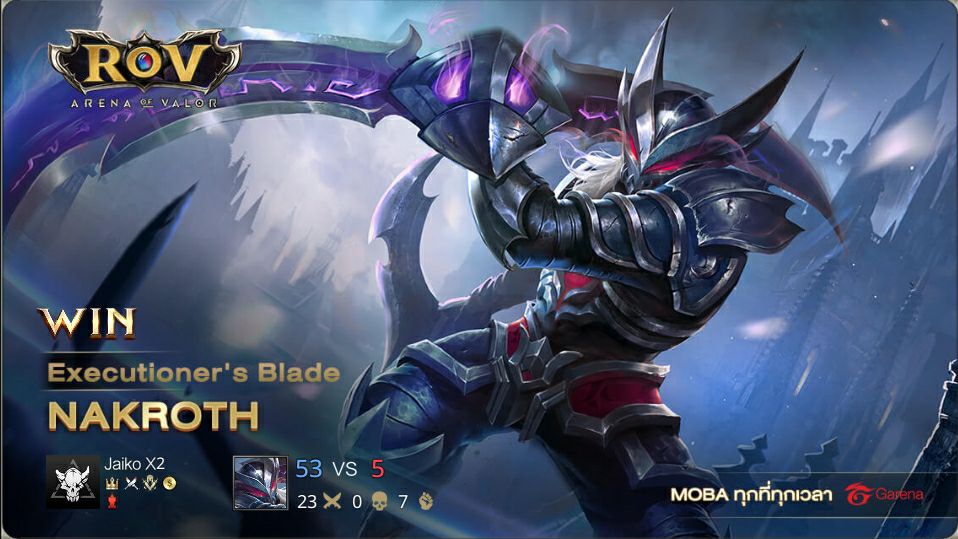 RoV
ARENA OF VALOR
WIN
Executioner's Blade
NAKROTH
Jaiko X2
53 VS 5
23 0 7
MOBA ทุกที่ทุกเวลา Garena